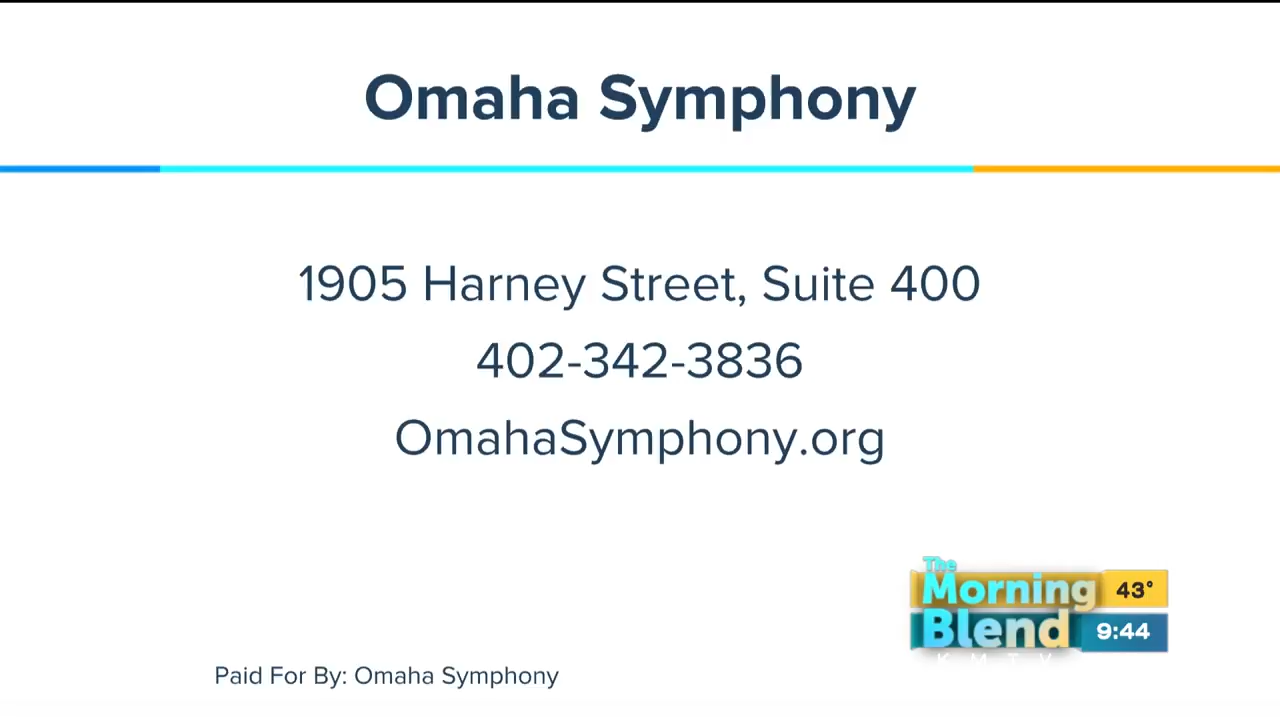 Omaha Symphony
1905 Harney Street, Suite 400
402-342-3836
OmahaSymphony.org
The
Morning
43°
Blend
9:44
KMTV
Paid For By: Omaha Symphony